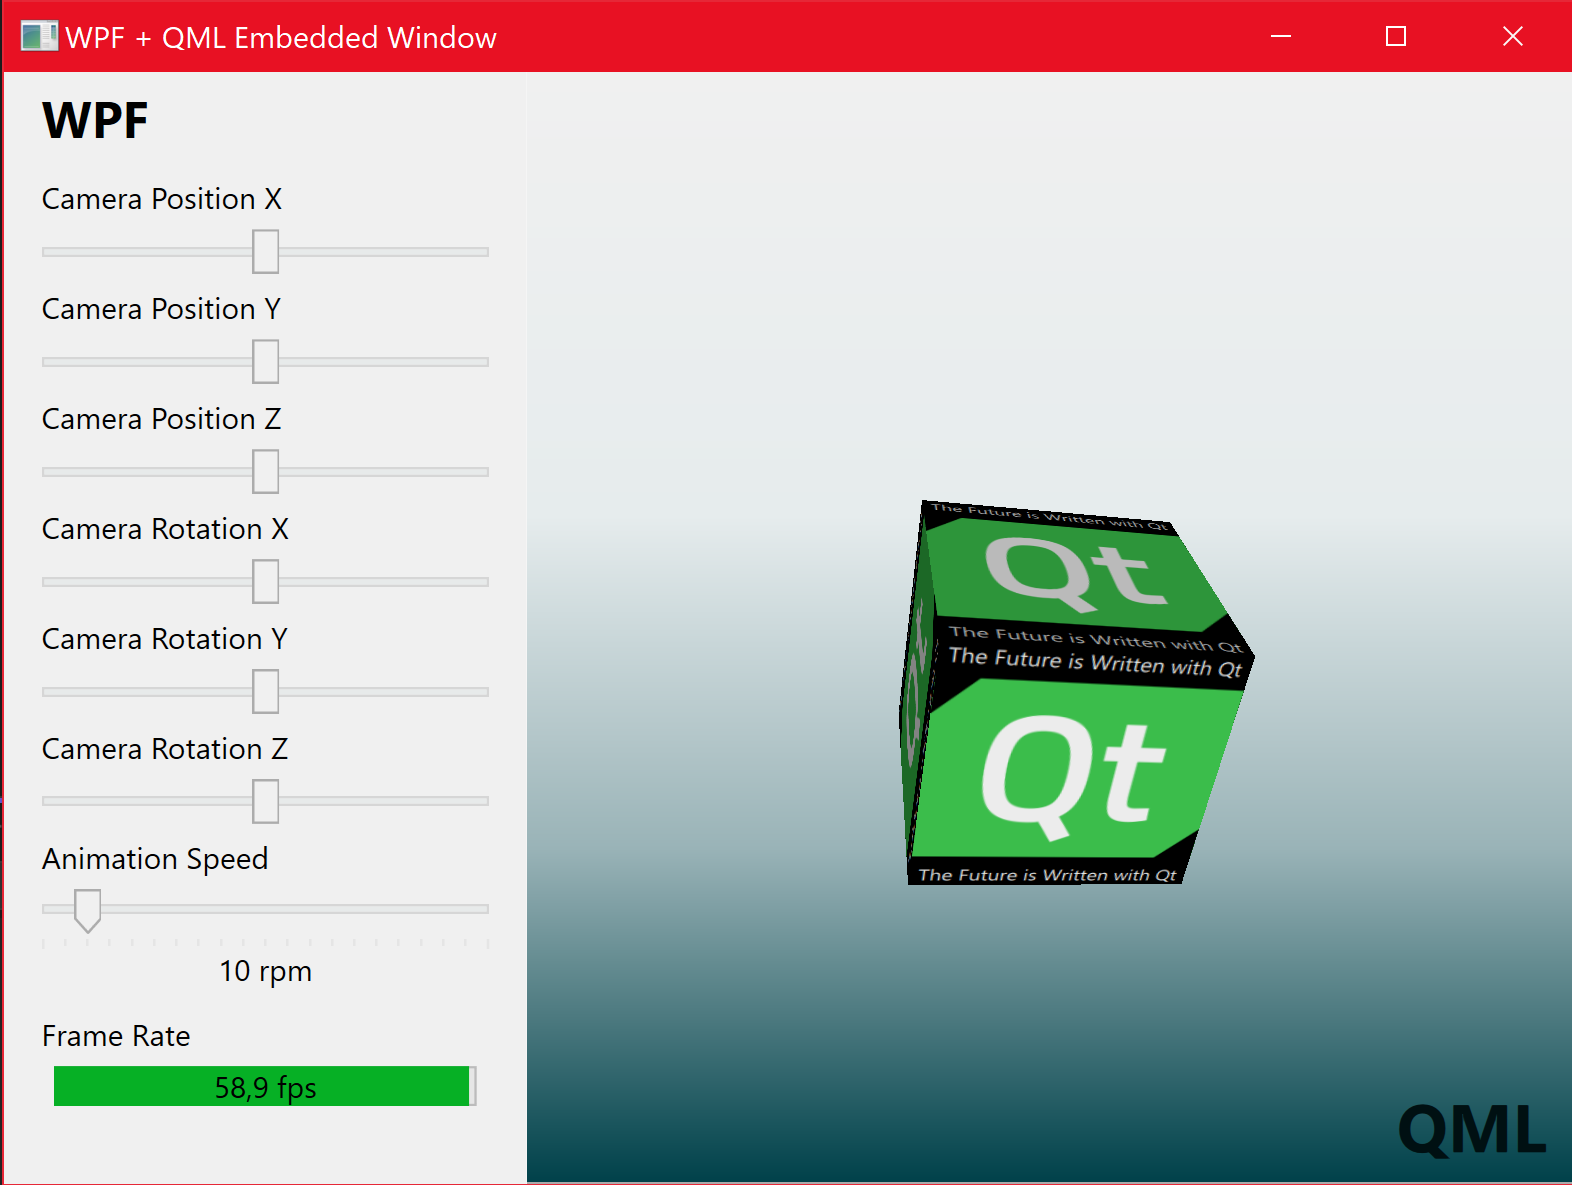 WPF + QML Embedded Window
WPF
Camera Position X
Camera Position Y
Camera Position Z
Camera Rotation X
Camera Rotation Y
Camera Rotation Z
Animation Speed
10 rpm
Frame Rate
58,9 fps
The Future is Written with Qt
Qt
The Future is Written with Qt
The Future is Written with Qt
Qt
The Future is Written with Qt
QML